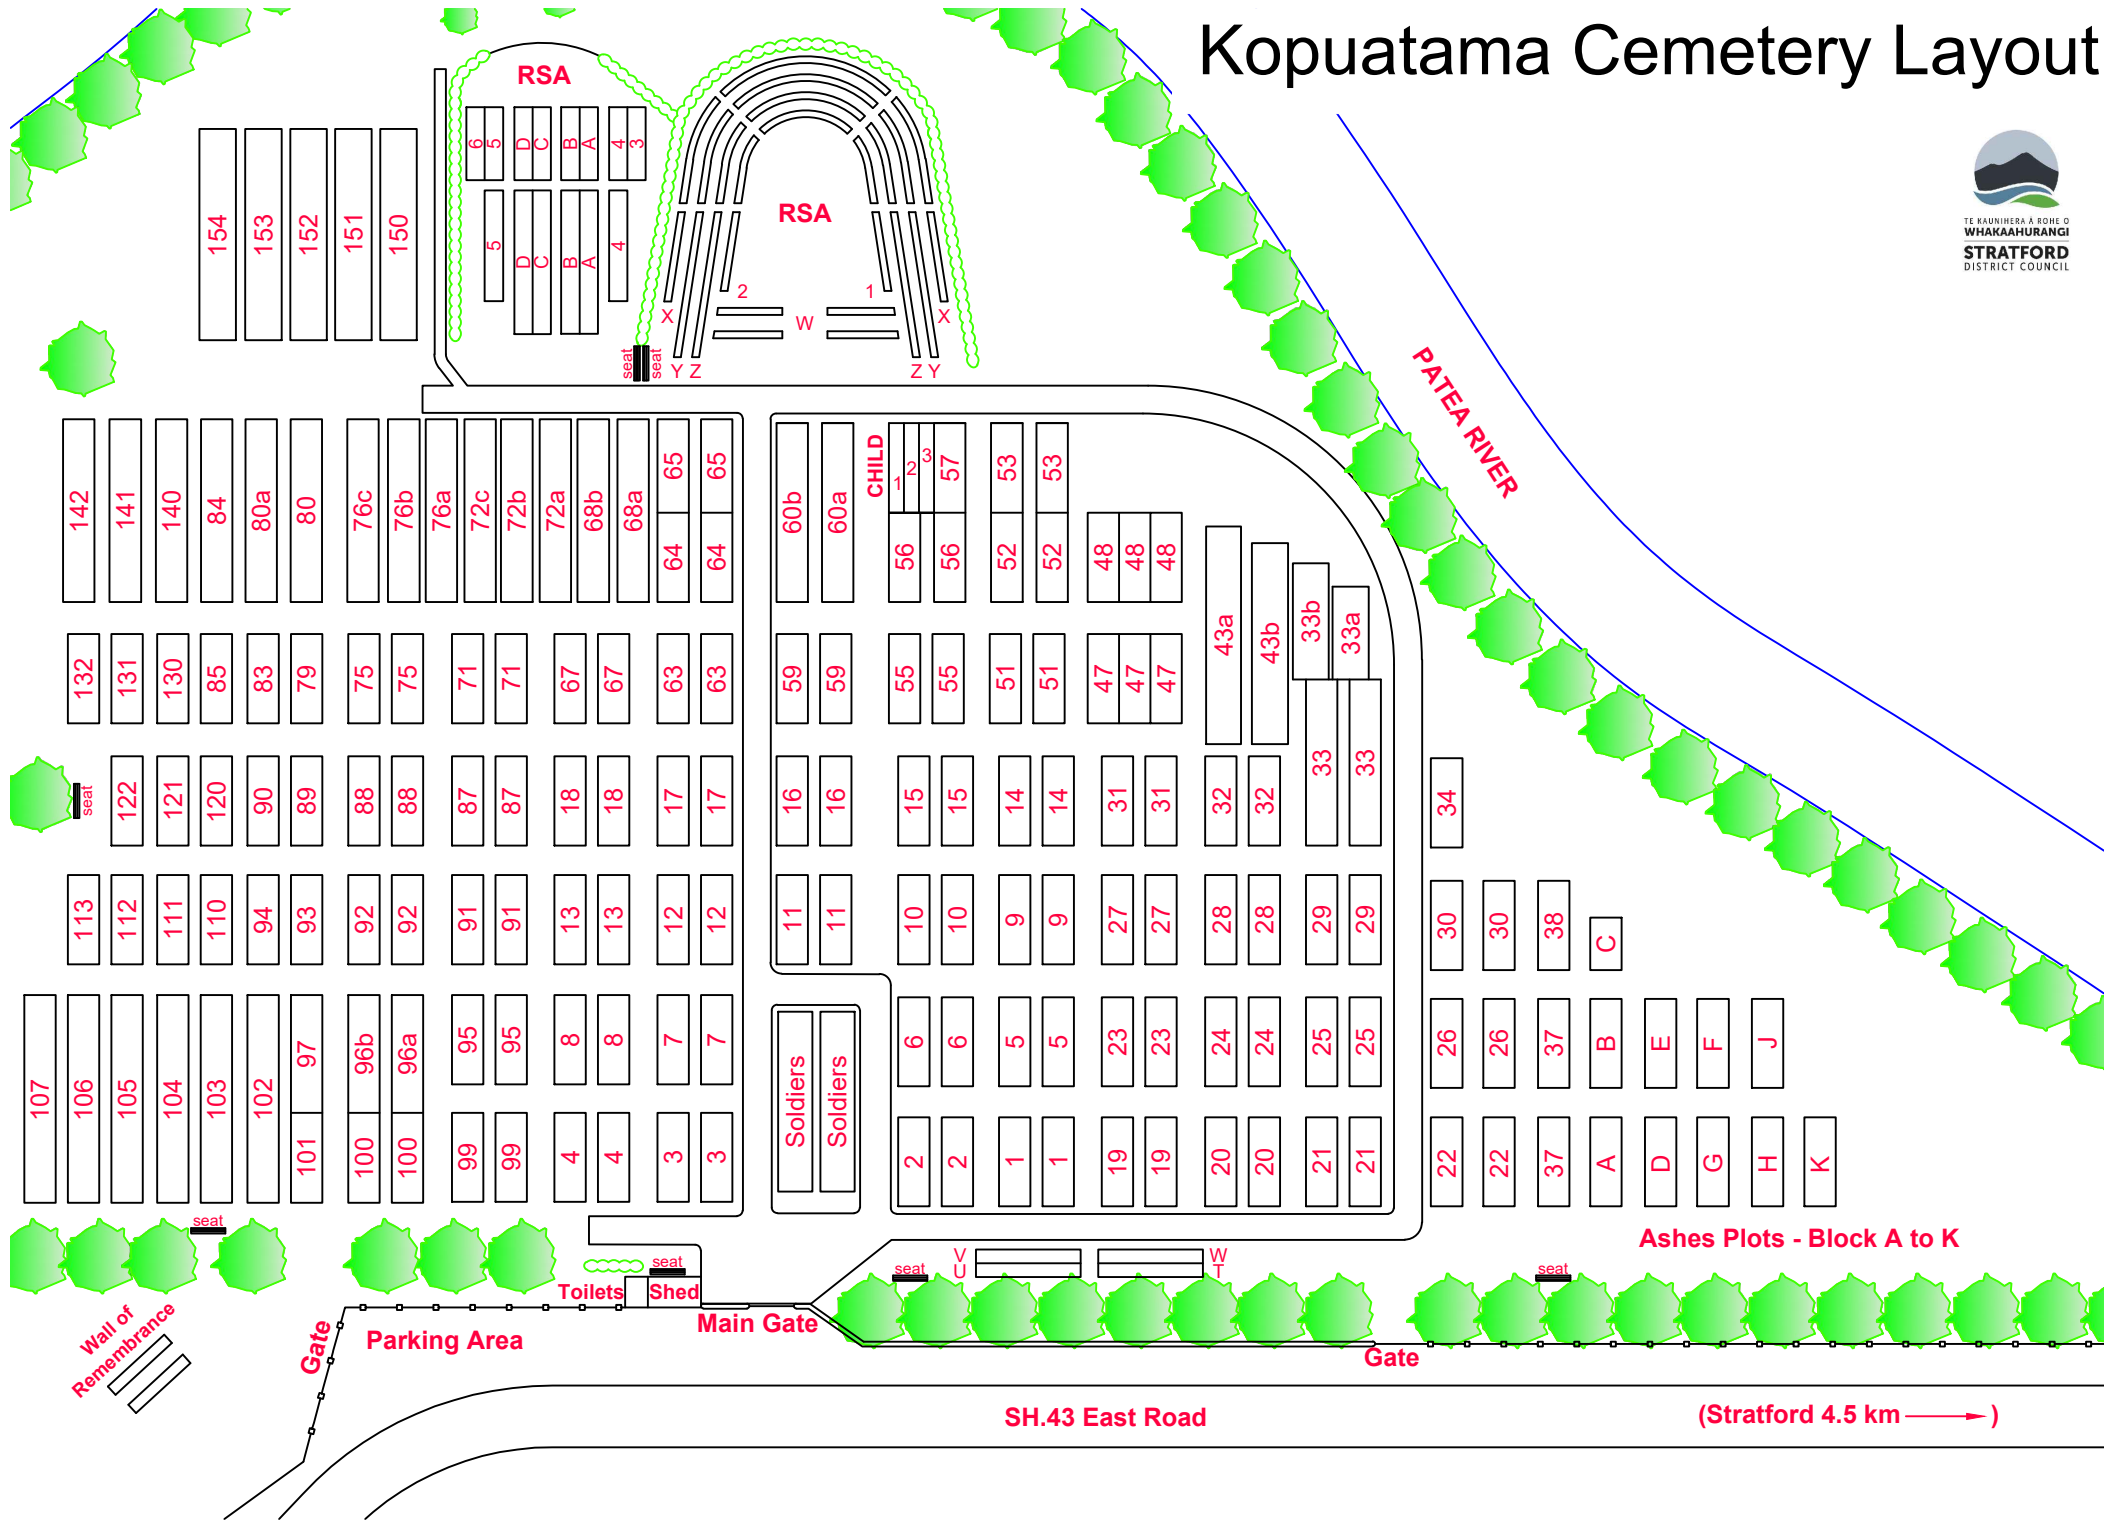 Kopuatama Cemetery Layout
TE KAUNIHERA Ā ROHE O
WHAKAAHURANGI
STRATFORD
DISTRICT COUNCIL
RSA
RSA
6 5 D C B A 4 3
5 D C B A 4
154 153 152 151 150
2 1
X W X
seat seat Y Z Z Y
PATEA RIVER
142 141 140 84 80a 80 76c 76b 76a 72c 72b 72a 68b 68a 65 65 60b 60a CHILD 1 2 3 57 53 53
64 64 56 56 52 52 48 48 48
43a 43b 33b 33a
132 131 130 85 83 79 75 75 71 71 67 67 63 63 59 59 55 55 51 51 47 47 47
seat 122 121 120 90 89 88 88 87 87 18 18 17 17 16 16 15 15 14 14 31 31 32 32 33 33 34
113 112 111 110 94 93 92 92 91 91 13 13 12 12 11 11 10 10 9 9 27 27 28 28 29 29 30 30 38 C
107 106 105 104 103 102 97 96b 96a 95 95 8 8 7 7 Soldiers Soldiers 6 6 5 5 23 23 24 24 25 25 26 26 37 B E F J
101 100 100 99 99 4 4 3 3 2 2 1 1 19 19 20 20 21 21 22 22 37 A D G H K
seat
Ashes Plots - Block A to K
V W
U T
seat
seat
seat
Toilets Shed
Main Gate
Wall of
Remembrance
Gate
Parking Area
Gate
SH.43 East Road
(Stratford 4.5 km )